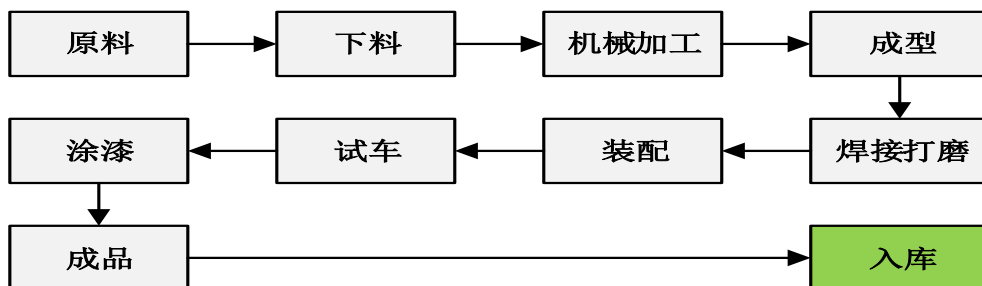 原料 下料 机械加工 成型
涂漆 试车 装配 焊接打磨
成品 入库